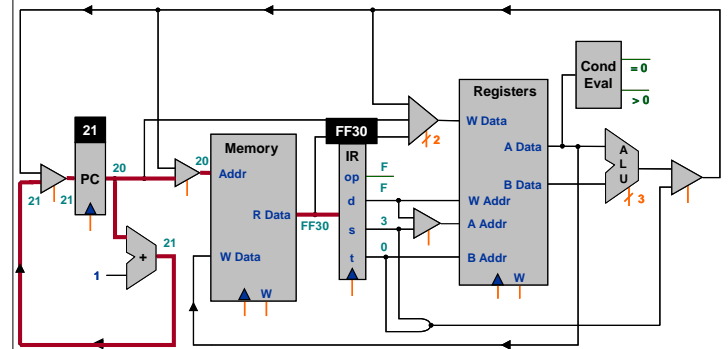 Registers
Cond
Eval
= 0
> 0
21
FF30
2
W Data
Memory
IR
A Data
A
L
U
20
20
Addr
op
F
F
B Data
PC
d
W Addr
21
21
3
R Data
FF30
s
3
A Addr
21
+
W Data
t
0
B Addr
1
W
W